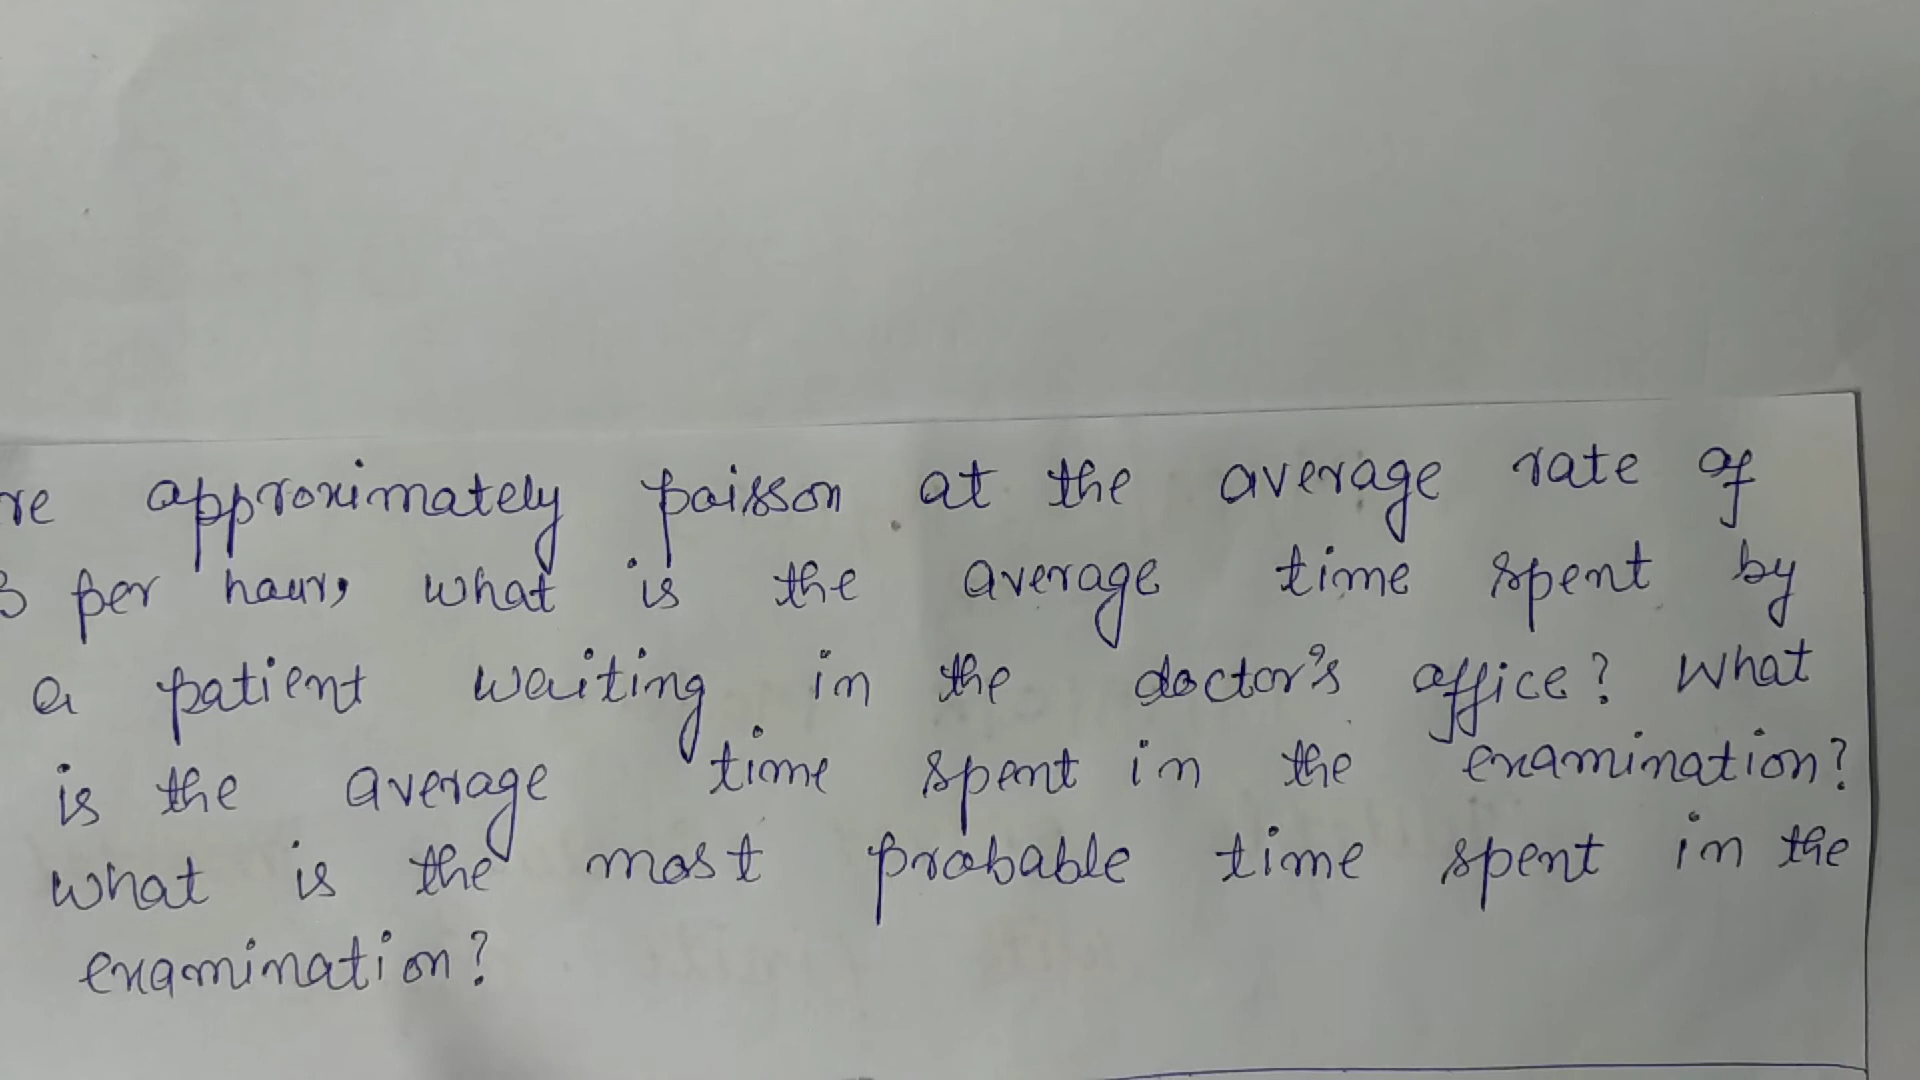 re approximately poisson at the average rate of
3 per hour, what is the average time spent by
a patient waiting in the doctor's office? What
is the average time spent in the examination?
what is the most probable time spent in the
examination?